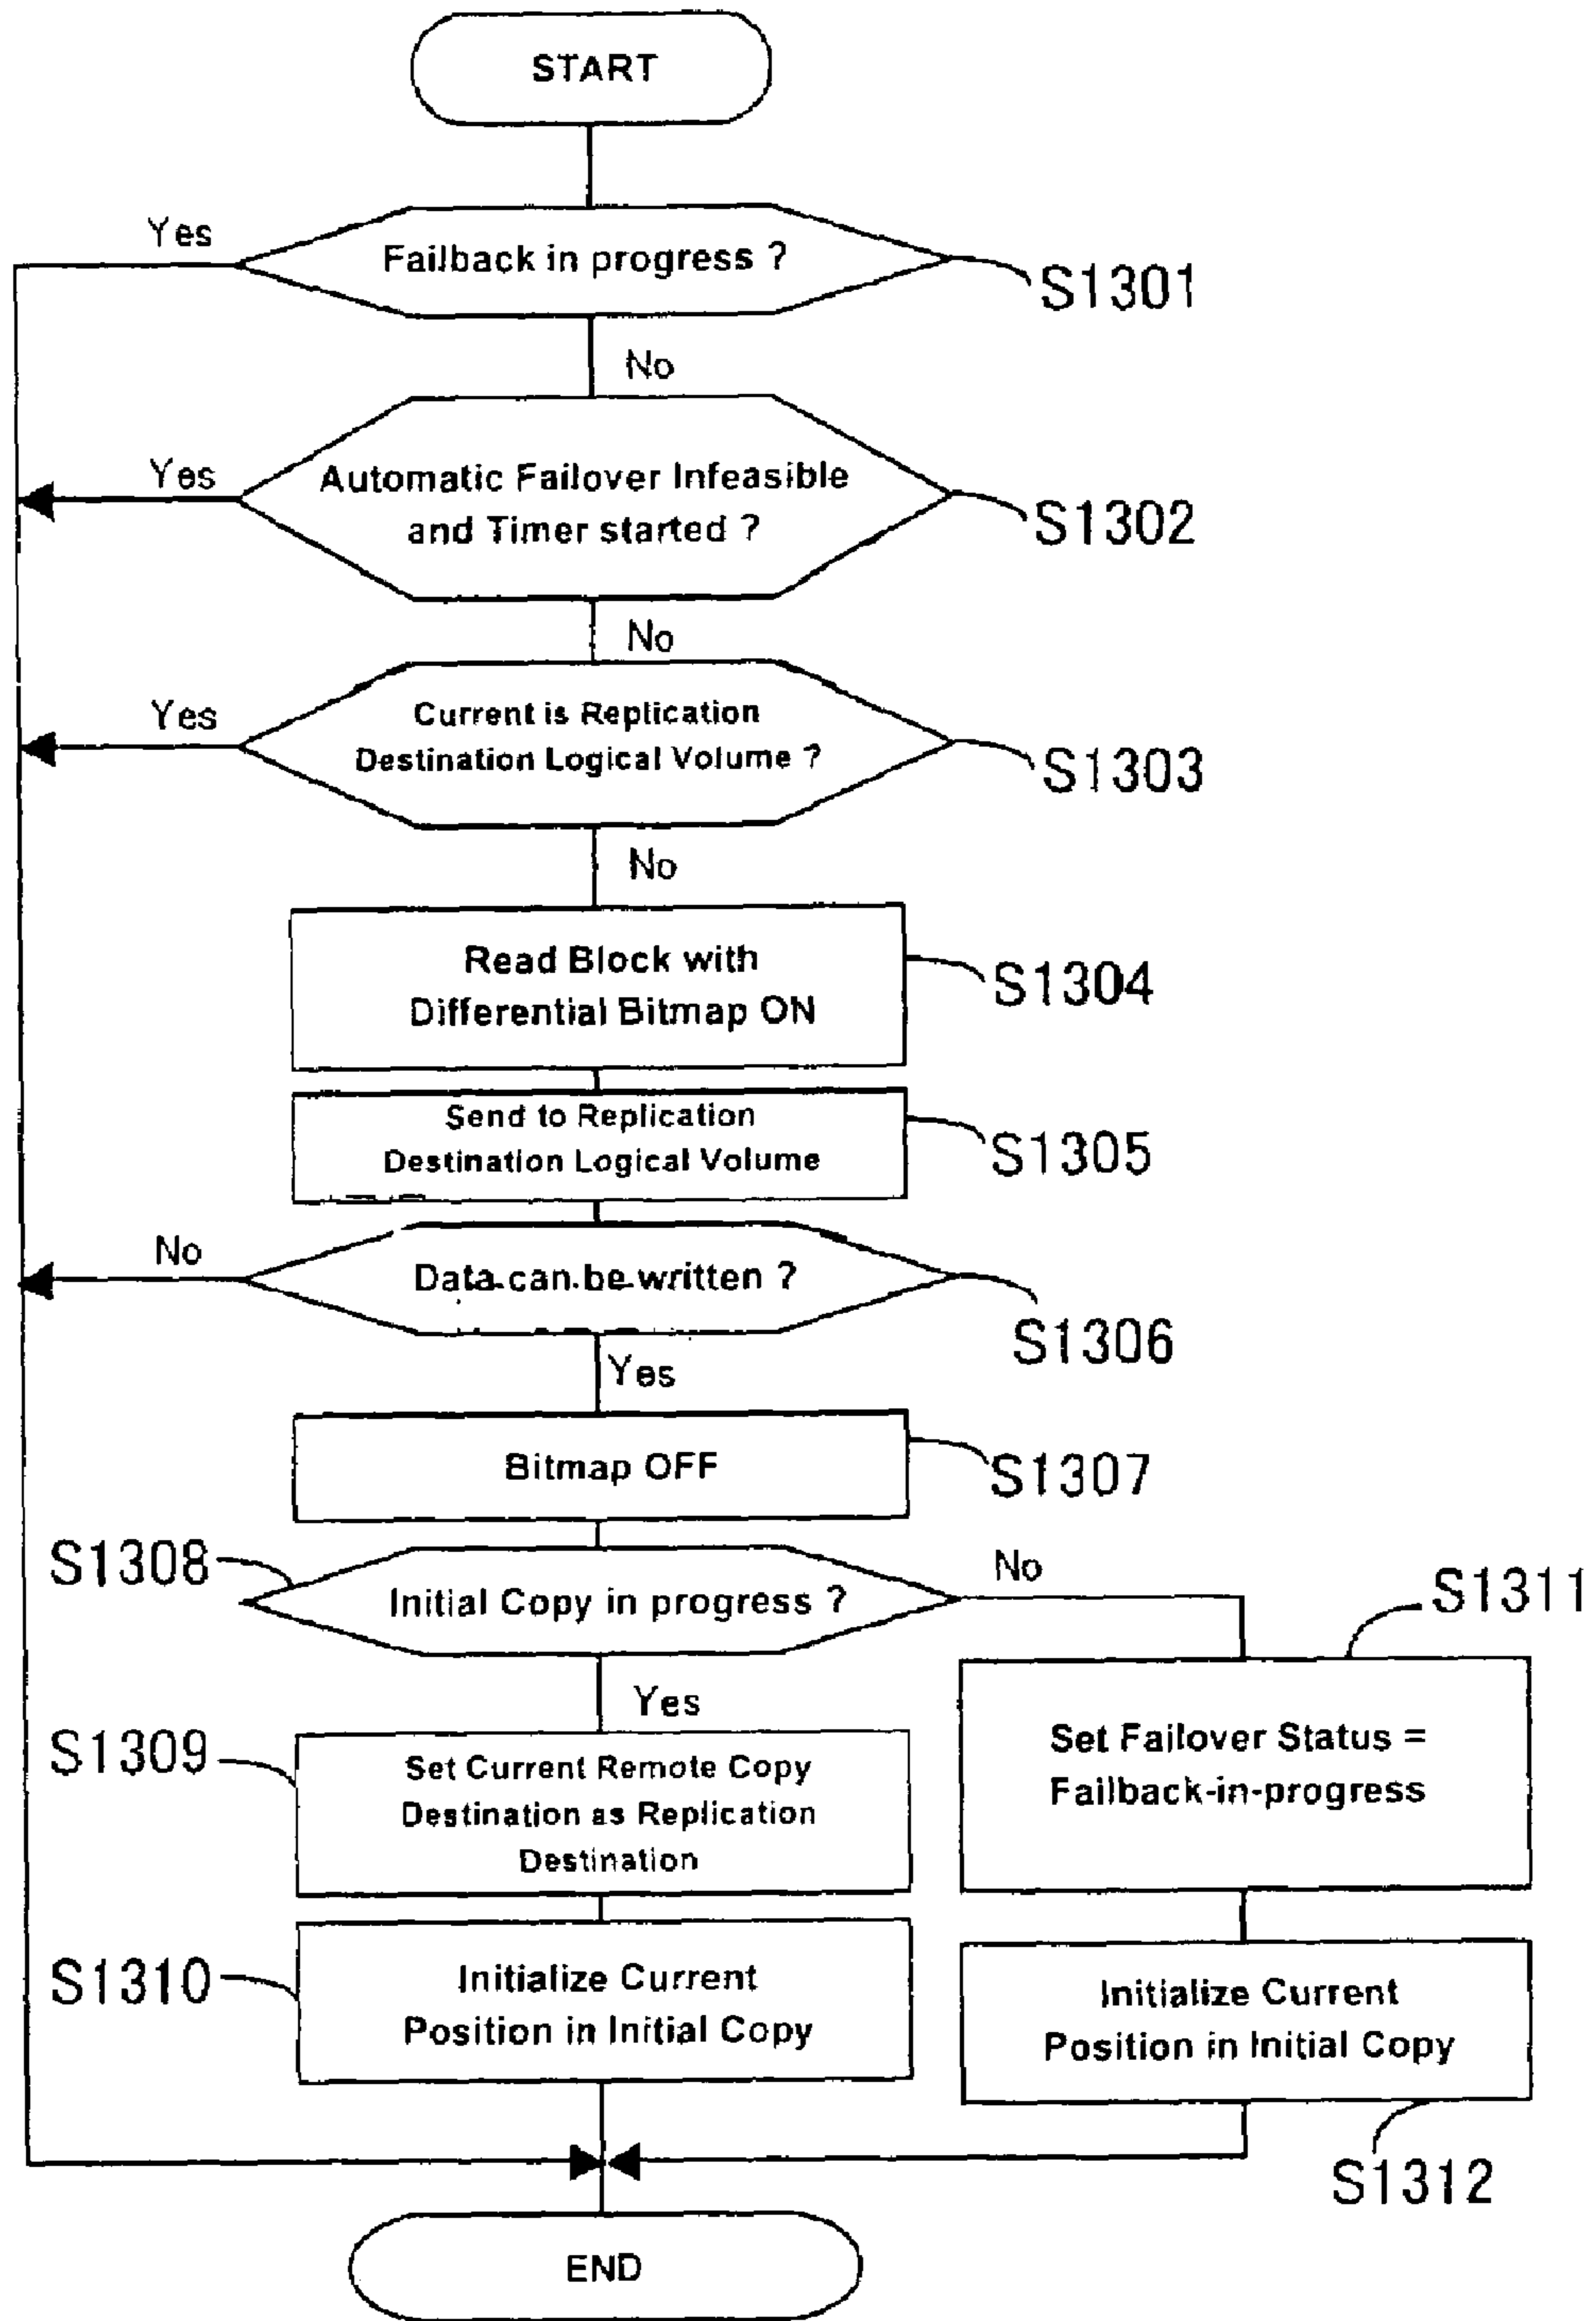 START
Yes
Failback in progress ?
S1301
No
Yes
Automatic Failover Infeasible
and Timer started ?
S1302
No
Yes
Current is Replication
Destination Logical Volume ?
S1303
No
Read Block with
Differential Bitmap ON
S1304
Send to Replication
Destination Logical Volume
S1305
No
Data can be written ?
S1306
Yes
Bitmap OFF
S1307
S1308
Initial Copy in progress ?
No
S1311
Yes
S1309
Set Current Remote Copy
Destination as Replication
Destination
Set Failover Status =
Failback-in-progress
S1310
Initialize Current
Position in Initial Copy
Initialize Current
Position in Initial Copy
S1312
END